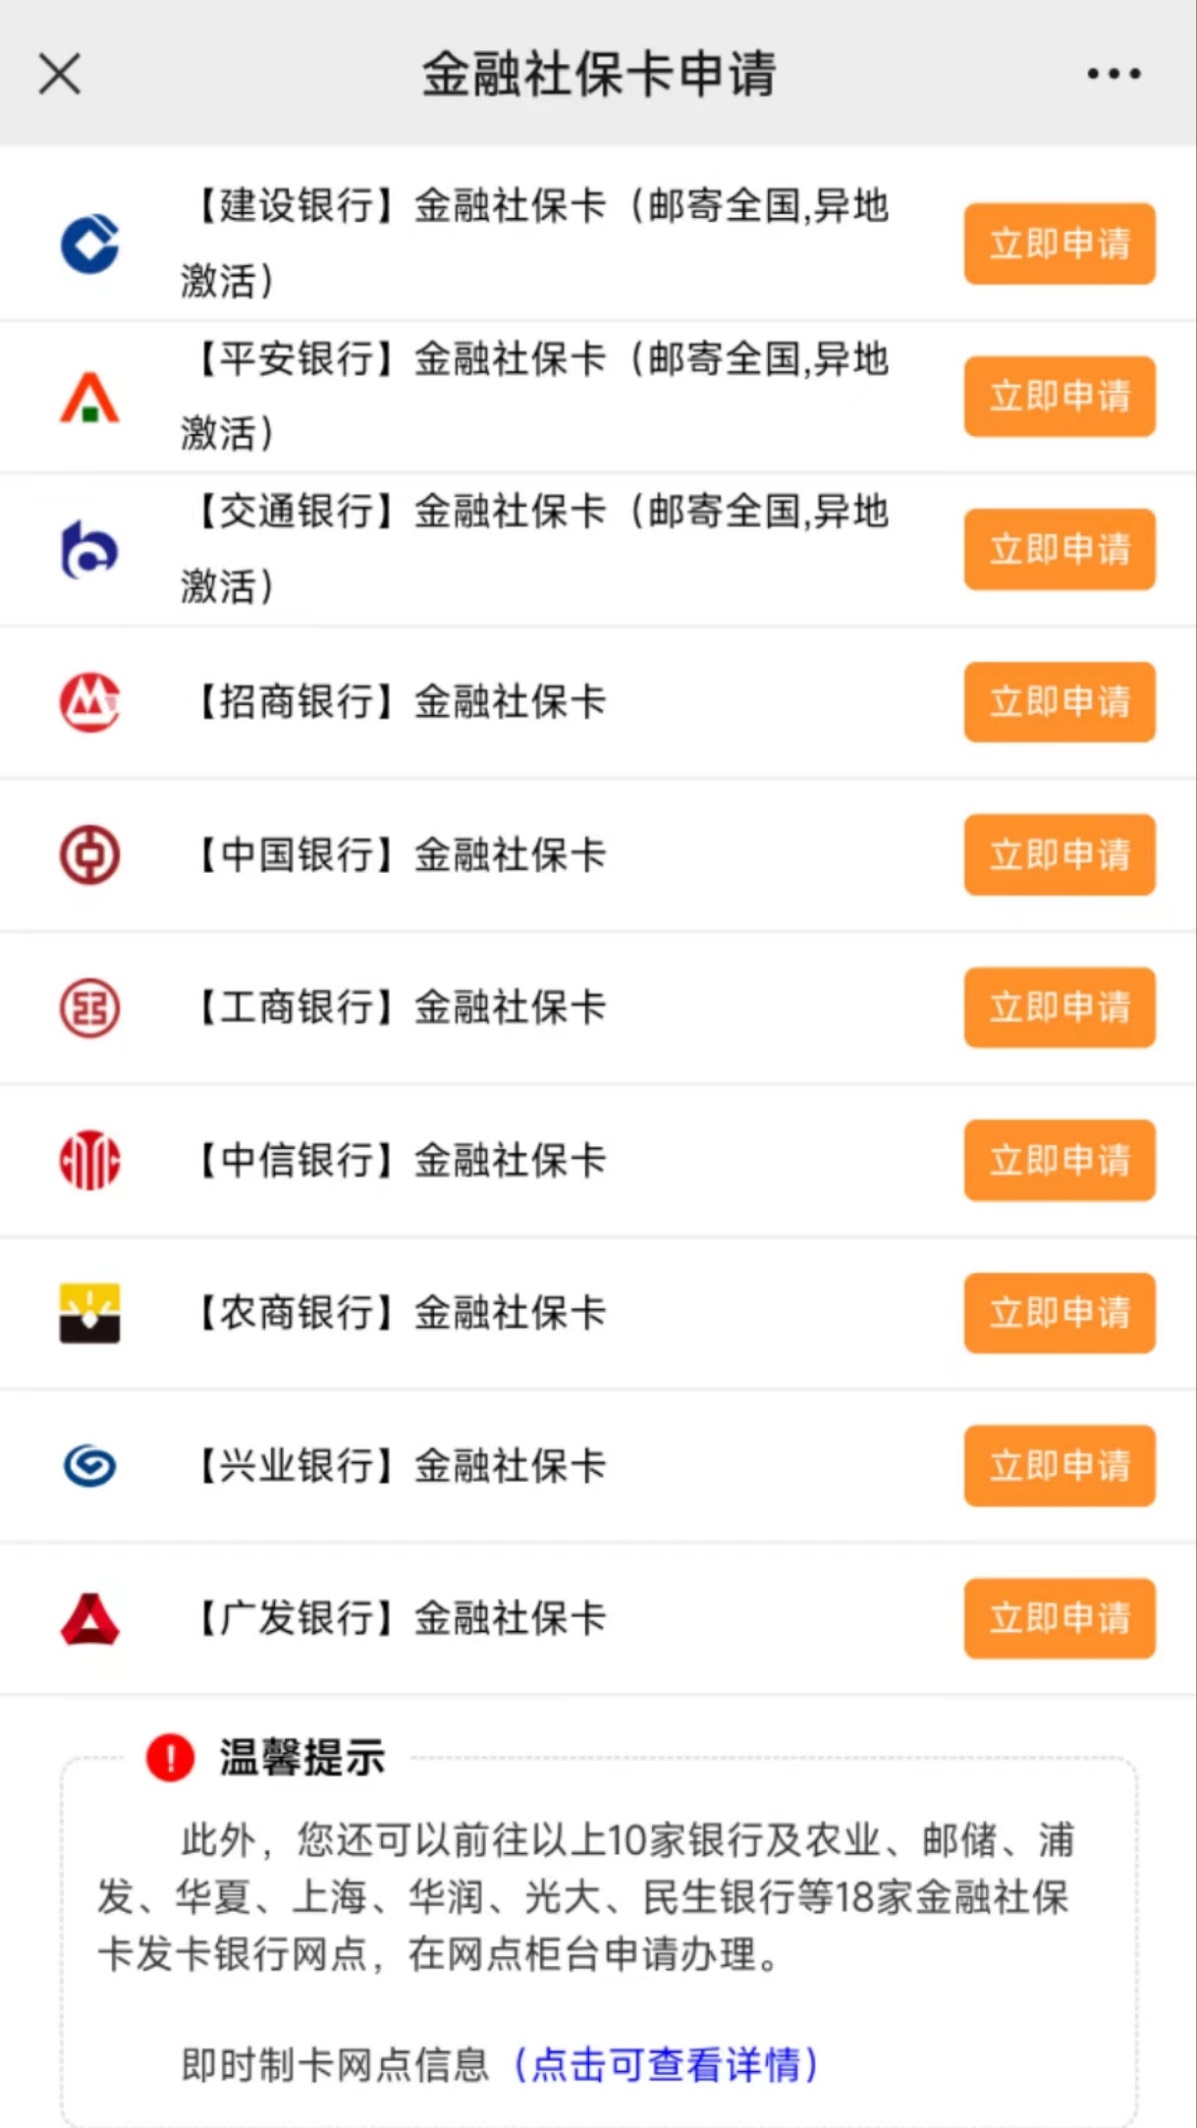 金融社保卡申请
【建设银行】金融社保卡（邮寄全国,异地
激活）
立即申请
【平安银行】金融社保卡（邮寄全国,异地
激活）
立即申请
【交通银行】金融社保卡（邮寄全国,异地
激活）
立即申请
【招商银行】金融社保卡
立即申请
【中国银行】金融社保卡
立即申请
【工商银行】金融社保卡
立即申请
【中信银行】金融社保卡
立即申请
【农商银行】金融社保卡
立即申请
【兴业银行】金融社保卡
立即申请
【广发银行】金融社保卡
立即申请
温馨提示
此外，您还可以前往以上10家银行及农业、邮储、浦
发、华夏、上海、华润、光大、民生银行等18家金融社保
卡发卡银行网点，在网点柜台申请办理。
即时制卡网点信息（点击可查看详情）